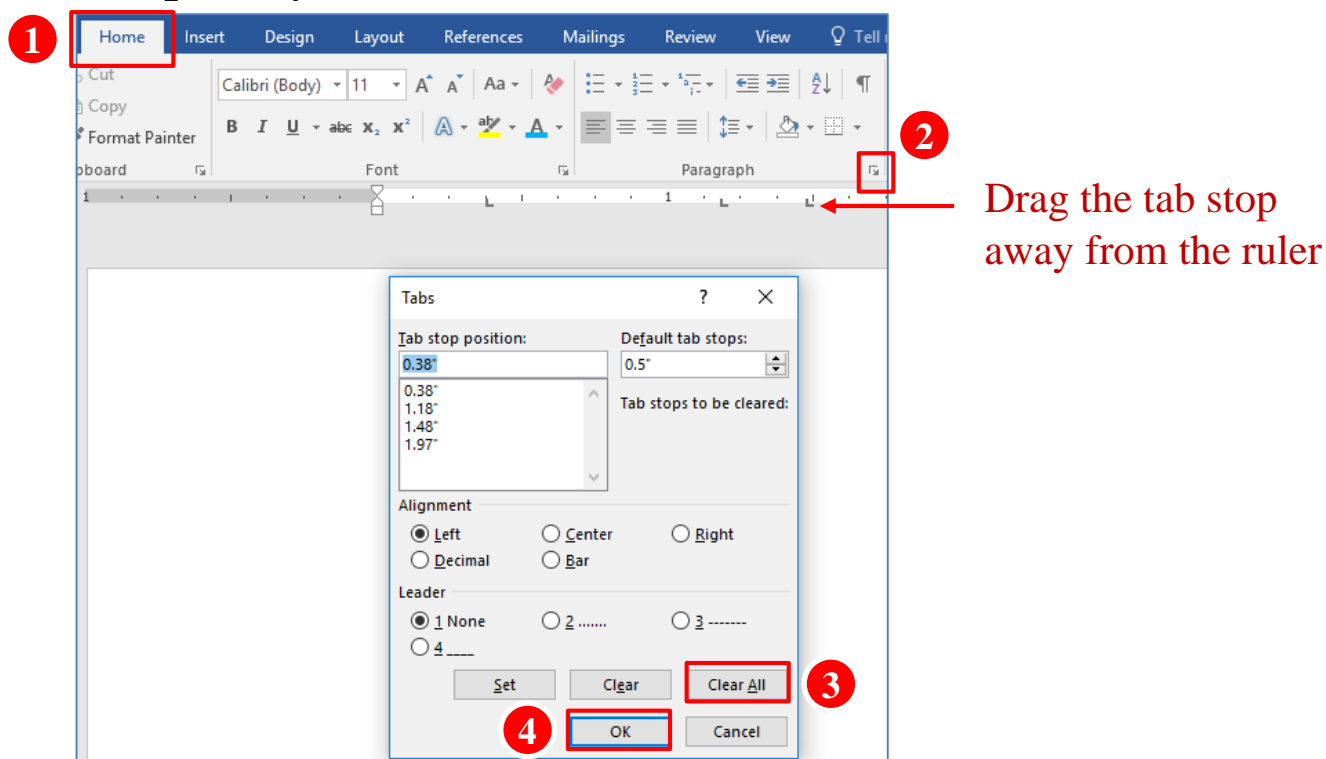 1
Home Insert Design Layout References Mailings Review View Tell
Cut
Copy
Format Painter
Calibri (Body) 11 A A Aa
B I U abc x₂ x² A aby A
A Z ¶
2
Font Paragraph
1 1
Drag the tab stop
away from the ruler
Tabs ? ×
Tab stop position: Default tab stops:
0.38" 0.5"
0.38"
1.18"
1.48"
1.97"
Tab stops to be cleared:
Alignment
Left Center Right
Decimal Bar
Leader
1 None 2 ....... 3 -------
4 ____
Set Clear Clear All 3
4 OK Cancel